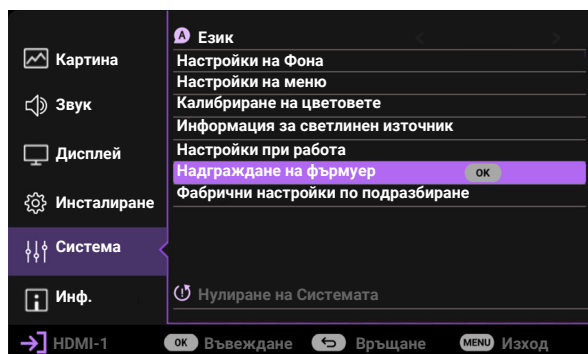 Картина
Звук
Дисплей
Инсталиране
Система
Инф.
Език
Настройки на Фона
Настройки на меню
Калибриране на цветовете
Информация за светлинен източник
Настройки при работа
Надграждане на фърмуер OK
Фабрични настройки по подразбиране
Нулиране на Системата
HDMI-1 OK Въвеждане Връщане MENU Изход